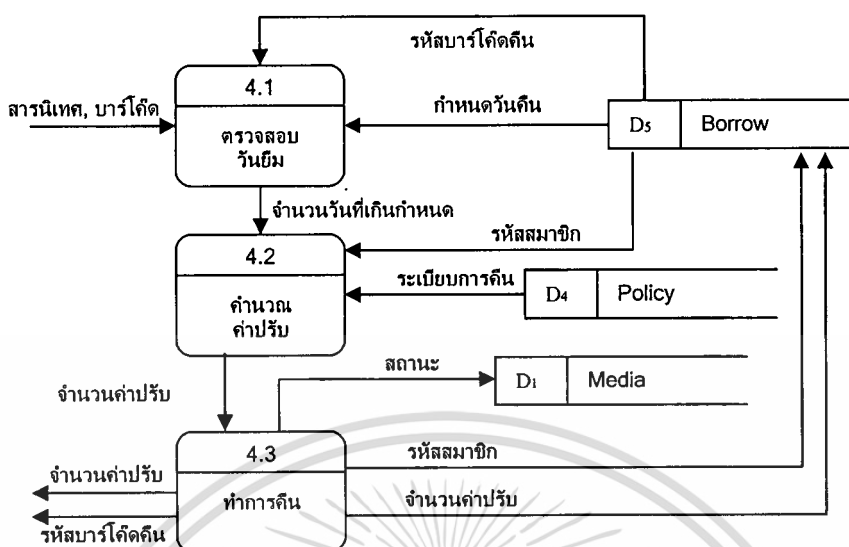 รหัสบาร์โค๊ดคืน
4.1
สารนิเทศ, บาร์โค๊ด
กำหนดวันคืน
D5 Borrow
ตรวจสอบ
วันยืม
จำนวนวันที่เกินกำหนด
รหัสสมาชิก
4.2
ระเบียบการคืน
D4 Policy
คำนวณ
ค่าปรับ
สถานะ
D1 Media
จำนวนค่าปรับ
4.3
รหัสสมาชิก
จำนวนค่าปรับ
ทำการคืน
จำนวนค่าปรับ
รหัสบาร์โค๊ดคืน